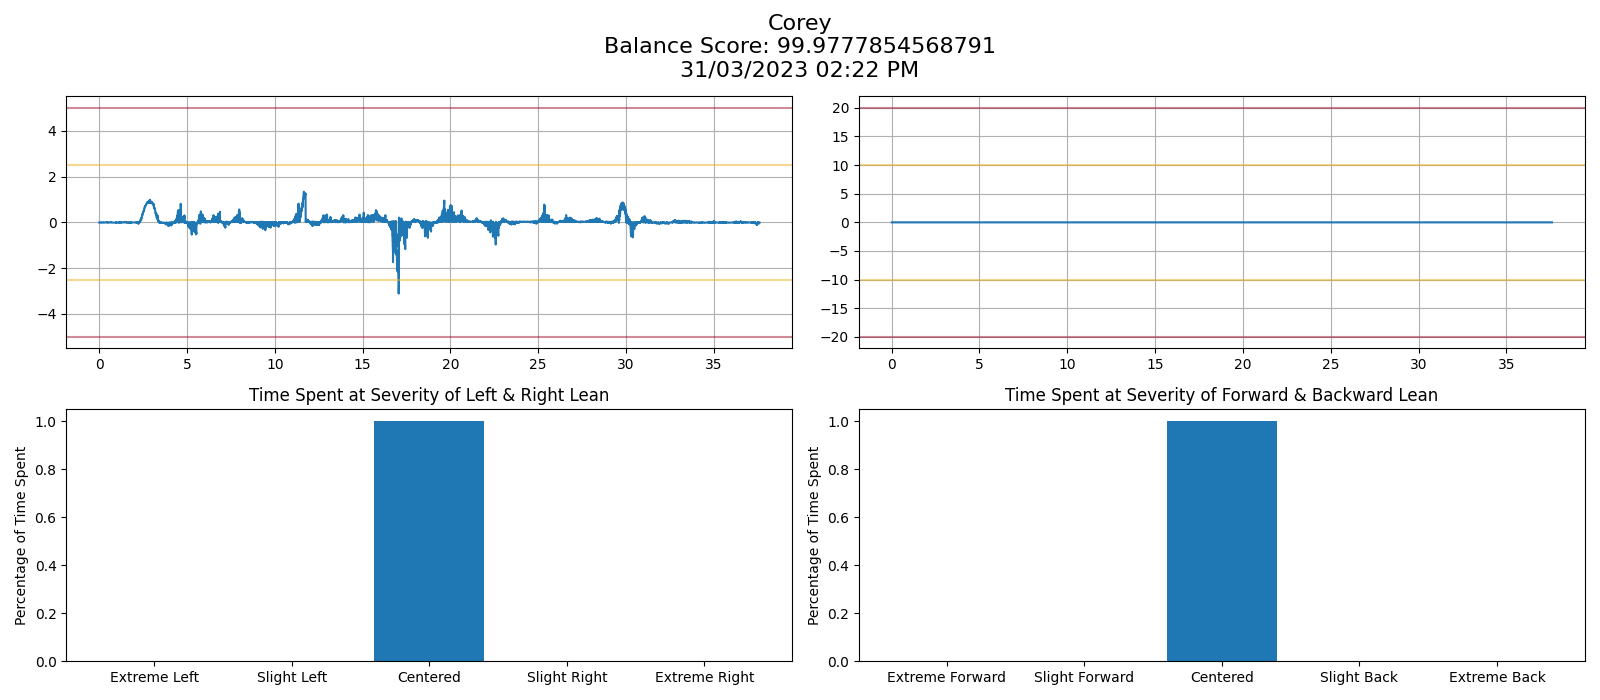 Corey
Balance Score: 99.9777854568791
31/03/2023 02:22 PM
4
2
0
−2
−4
0 5 10 15 20 25 30 35
20
15
10
5
0
−5
−10
−15
−20
0 5 10 15 20 25 30 35
Time Spent at Severity of Left & Right Lean
Percentage of Time Spent
1.0
0.8
0.6
0.4
0.2
0.0
Extreme Left Slight Left Centered Slight Right Extreme Right
Time Spent at Severity of Forward & Backward Lean
Percentage of Time Spent
1.0
0.8
0.6
0.4
0.2
0.0
Extreme Forward Slight Forward Centered Slight Back Extreme Back